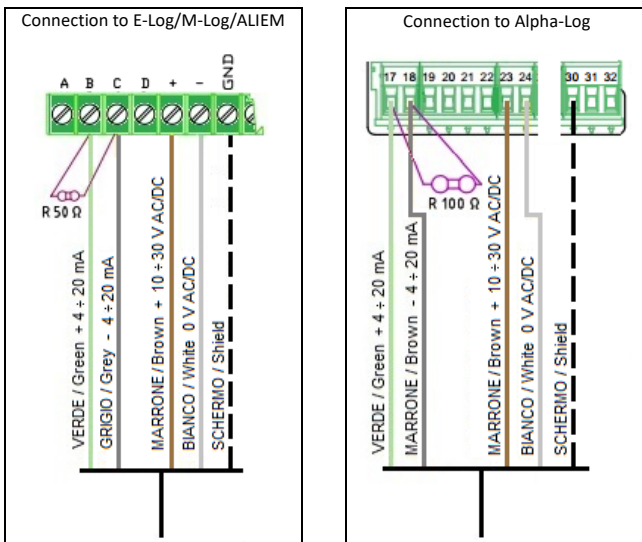 Connection to E-Log/M-Log/ALIEM
A B C D + - GND
R 50 Ω
VERDE / Green + 4 ÷ 20 mA
GRIGIO / Grey - 4 ÷ 20 mA
MARRONE / Brown + 10 ÷ 30 V AC/DC
BIANCO / White 0 V AC/DC
SCHERMO / Shield
Connection to Alpha-Log
17 18 19 20 21 22 23 24 30 31 32
R 100 Ω
VERDE / Green + 4 ÷ 20 mA
MARRONE / Brown - 4 ÷ 20 mA
MARRONE / Brown + 10 ÷ 30 V AC/DC
BIANCO / White 0 V AC/DC
SCHERMO / Shield